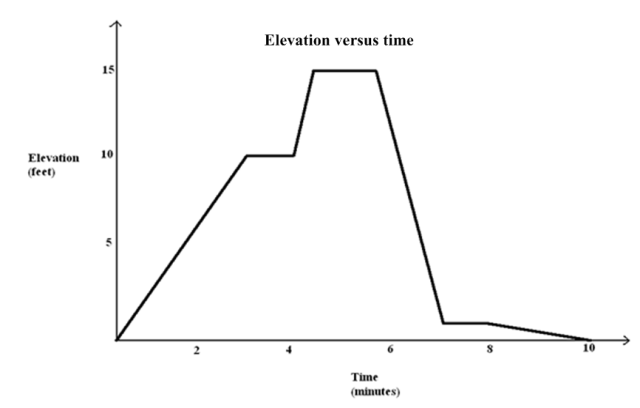 Elevation versus time
15
10
5
Elevation
(feet)
2 4 6 8 10
Time
(minutes)